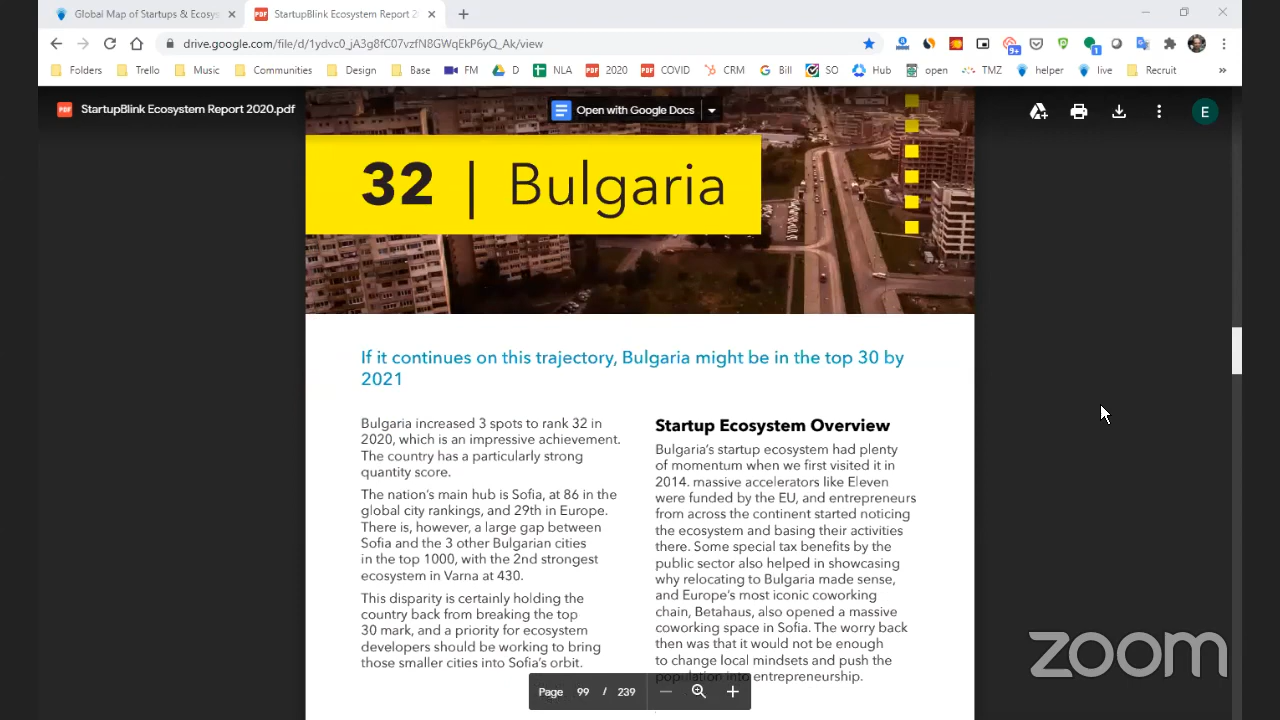 Global Map of Startups & Ecosys
StartupBlink Ecosystem Report 2
drive.google.com/file/d/1ydvc0_jA3g8fC07vzfN8GWqEkP6yQ_Ak/view
9+
1
Folders
Trello
Music
Communities
Design
Base
FM
D
NLA
2020
COVID
CRM
Bill
SO
Hub
open
TMZ
helper
live
Recruit
»
PDF StartupBlink Ecosystem Report 2020.pdf
Open with Google Docs
E
32 | Bulgaria
If it continues on this trajectory, Bulgaria might be in the top 30 by
2021
Bulgaria increased 3 spots to rank 32 in
2020, which is an impressive achievement.
The country has a particularly strong
quantity score.
The nation's main hub is Sofia, at 86 in the
global city rankings, and 29th in Europe.
There is, however, a large gap between
Sofia and the 3 other Bulgarian cities
in the top 1000, with the 2nd strongest
ecosystem in Varna at 430.
This disparity is certainly holding the
country back from breaking the top
30 mark, and a priority for ecosystem
developers should be working to bring
those smaller cities into Sofia's orbit.
Startup Ecosystem Overview
Bulgaria's startup ecosystem had plenty
of momentum when we first visited it in
2014. massive accelerators like Eleven
were funded by the EU, and entrepreneurs
from across the continent started noticing
the ecosystem and basing their activities
there. Some special tax benefits by the
public sector also helped in showcasing
why relocating to Bulgaria made sense,
and Europe's most iconic coworking
chain, Betahaus, also opened a massive
coworking space in Sofia. The worry back
then was that it would not be enough
to change local mindsets and push the
population into entrepreneurship.
Page 99 / 239
zoom